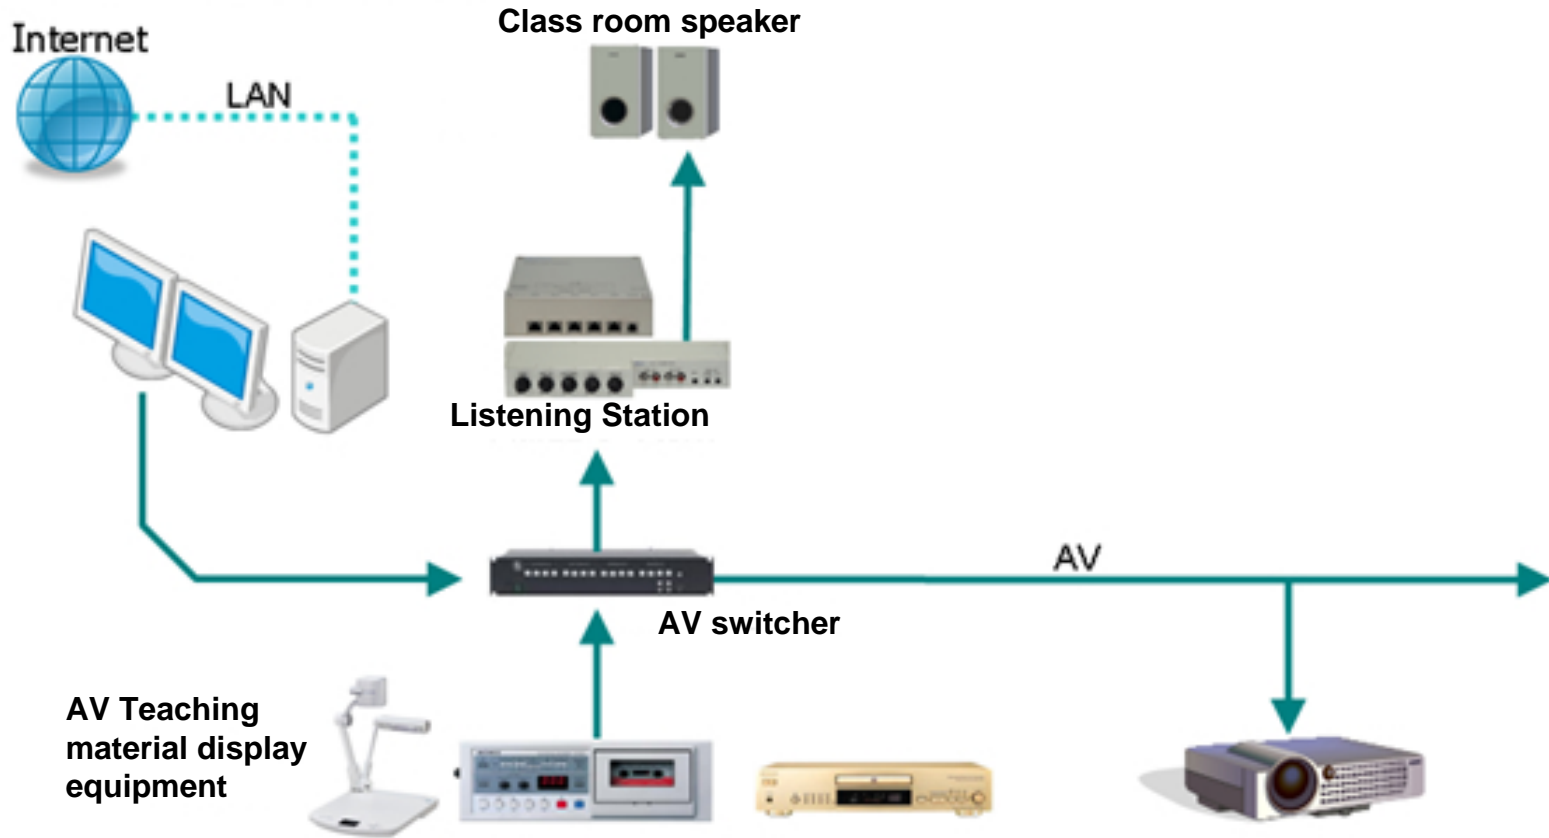 Class room speaker
Internet
LAN
Listening Station
AV
AV switcher
AV Teaching
material display
equipment